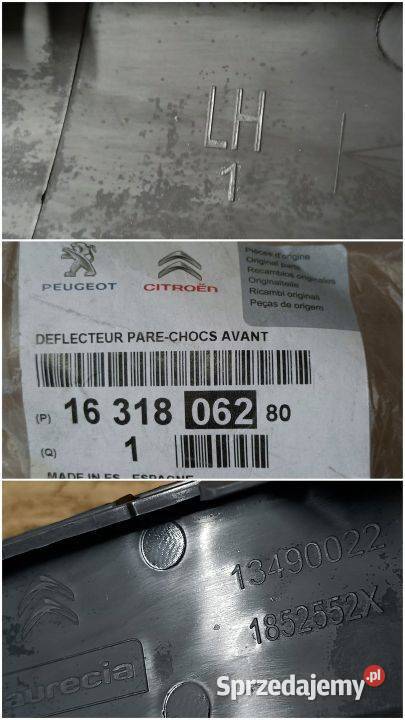 LH
1
PEUGEOT
CITROËN
Pièces d'origine
Original parts
Recambios originales
Originalteile
Ricambi originali
Peças de origem
DEFLECTEUR PARE-CHOCS AVANT
(P) 16 318 062 80
(Q) 1
MADE IN ES - ESPAGNE
13490022
1852552X
aurecia
Sprzedajemy.pl